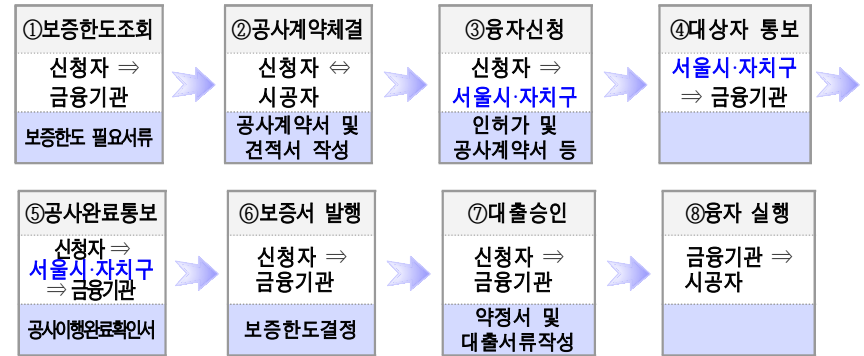 ①보증한도조회
신청자 ⇒
금융기관
보증한도 필요서류
②공사계약체결
신청자 ⇔
시공자
공사계약서 및
견적서 작성
③융자신청
신청자 ⇒
서울시·자치구
인허가 및
공사계약서 등
④대상자 통보
서울시·자치구
⇒ 금융기관
⑤공사완료통보
신청자 ⇒
서울시·자치구
⇒ 금융기관
공사이행완료확인서
⑥보증서 발행
신청자 ⇒
금융기관
보증한도결정
⑦대출승인
신청자 ⇒
금융기관
약정서 및
대출서류작성
⑧융자 실행
금융기관 ⇒
시공자